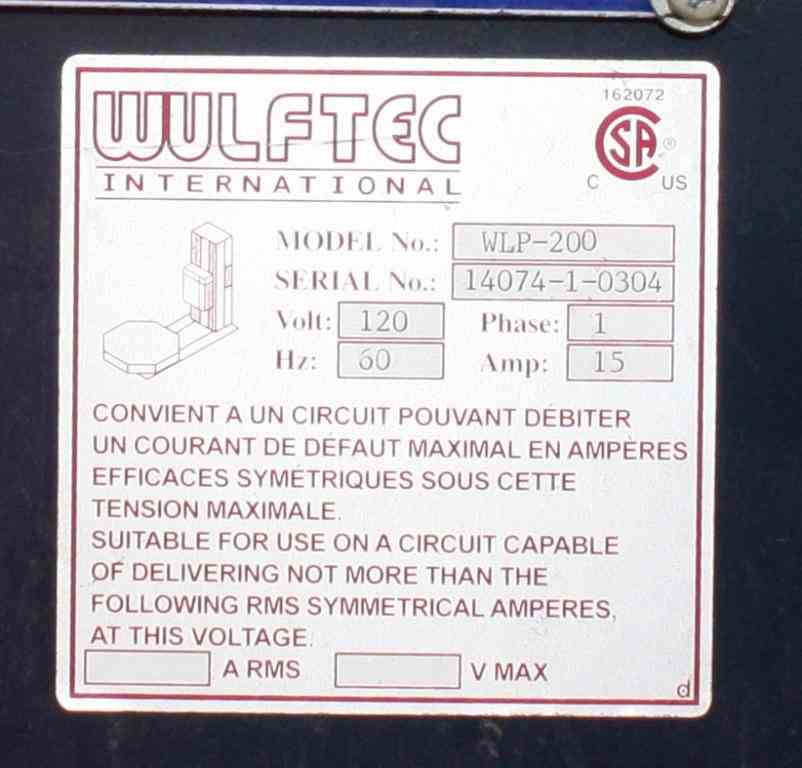 WULFTEC
INTERNATIONAL
162072
CSA ®
C US
MODEL No.: WLP-200
SERIAL No.: 14074-1-0304
Volt: 120 Phase: 1
Hz: 60 Amp: 15
CONVIENT A UN CIRCUIT POUVANT DÉBITER
UN COURANT DE DÉFAUT MAXIMAL EN AMPÈRES
EFFICACES SYMÉTRIQUES SOUS CETTE
TENSION MAXIMALE.
SUITABLE FOR USE ON A CIRCUIT CAPABLE
OF DELIVERING NOT MORE THAN THE
FOLLOWING RMS SYMMETRICAL AMPERES,
AT THIS VOLTAGE.
A RMS V MAX
d